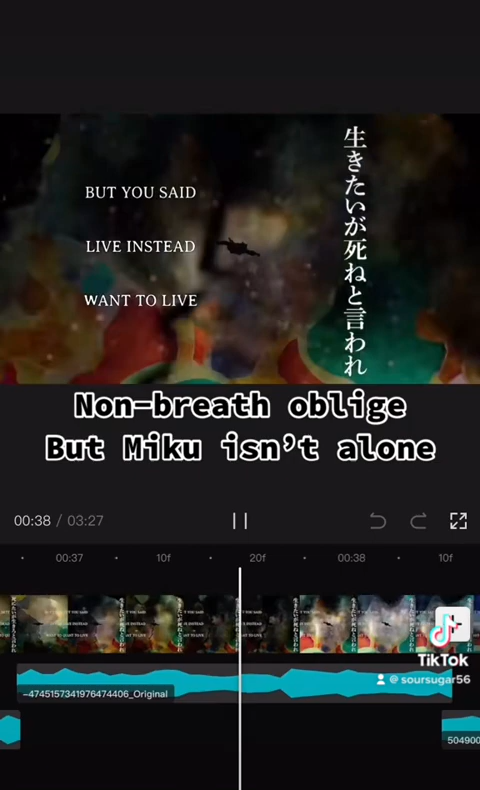 BUT YOU SAID
LIVE INSTEAD
WANT TO LIVE
生きたいが死ねと言われ
Non-breath oblige
But Miku isn't alone
00:38 / 03:27
00:37
10f
20f
00:38
10f
TikTok
@ soursugar56
-4745157341976474406_Original
504900